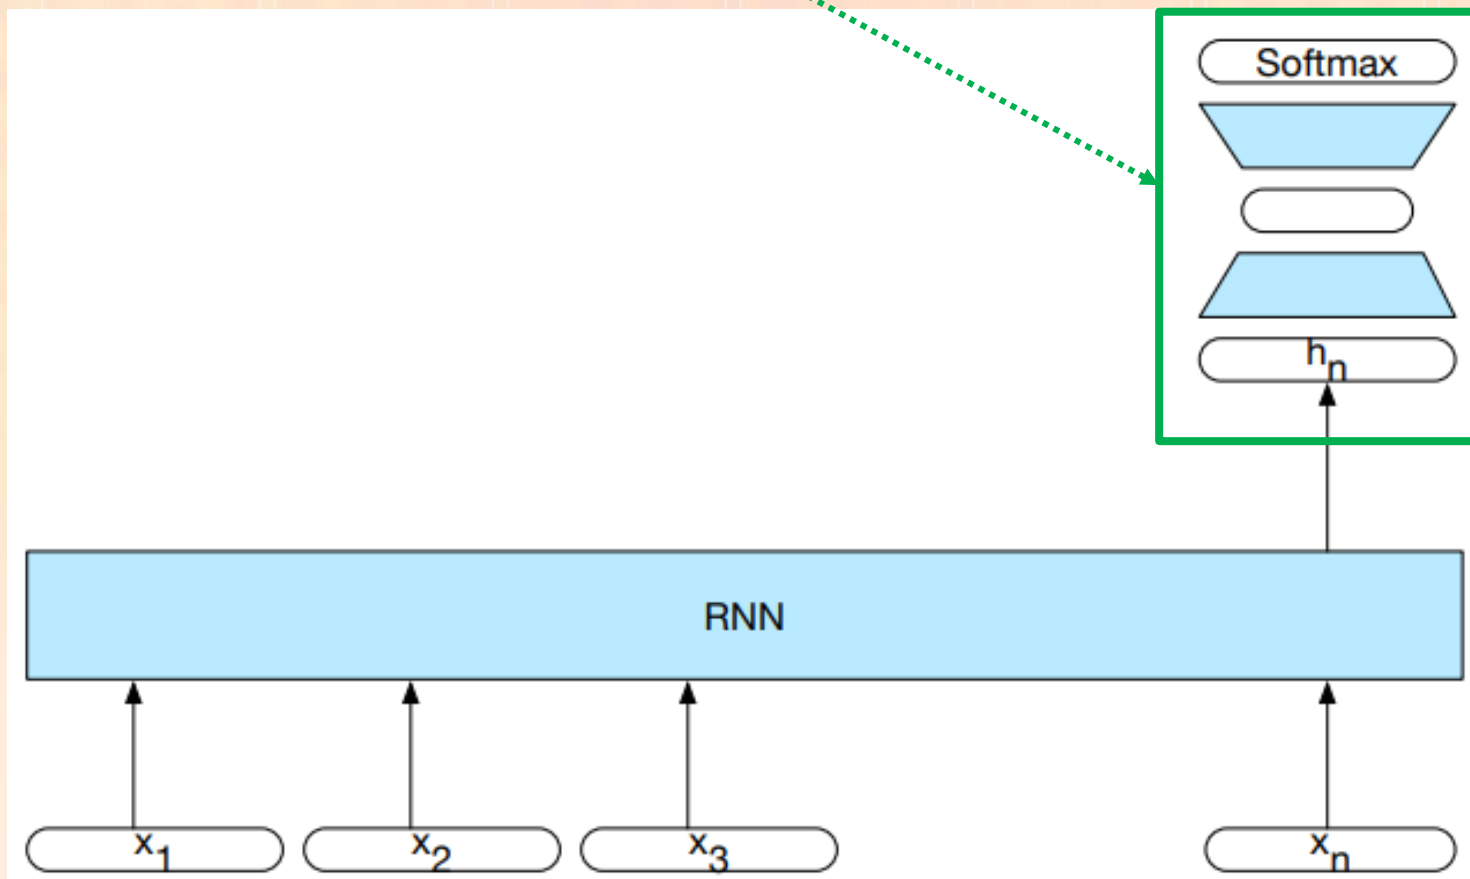 Softmax
hₙ
RNN
x₁ x₂ x₃ xₙ